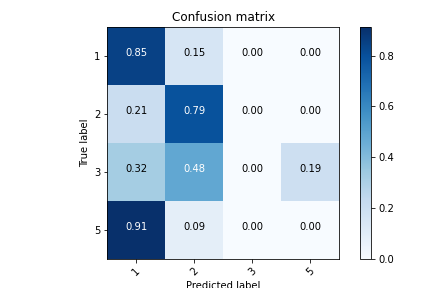 Confusion matrix
1 0.85 0.15 0.00 0.00
2 0.21 0.79 0.00 0.00
3 0.32 0.48 0.00 0.19
5 0.91 0.09 0.00 0.00
1 2 3 5
True label
Predicted label
0.8
0.6
0.4
0.2
0.0